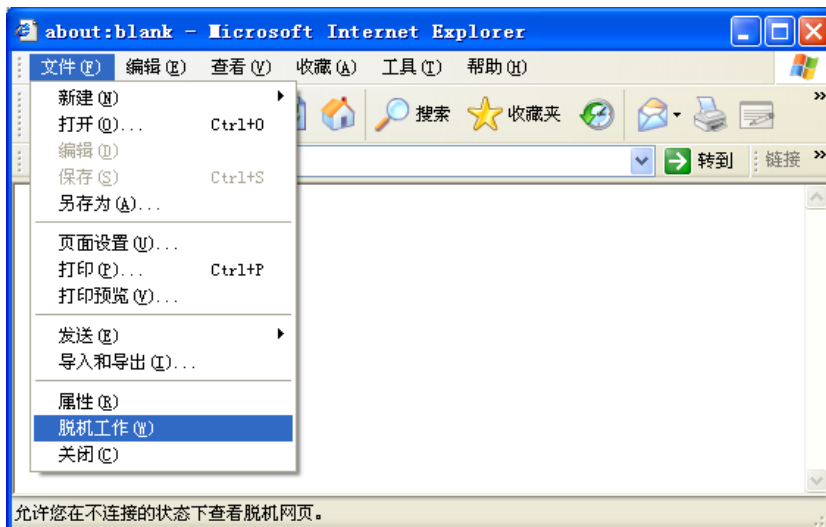 about:blank - Microsoft Internet Explorer
文件(F) 编辑(E) 查看(V) 收藏(A) 工具(T) 帮助(H)
新建(N)
搜索 收藏夹 »
打开(O)... Ctrl+O
编辑(D)
转到 链接 »
保存(S) Ctrl+S
另存为(A)...
页面设置(U)...
打印(P)... Ctrl+P
打印预览(V)...
发送(E)
导入和导出(I)...
属性(R)
脱机工作(W)
关闭(C)
允许您在不连接的状态下查看脱机网页。